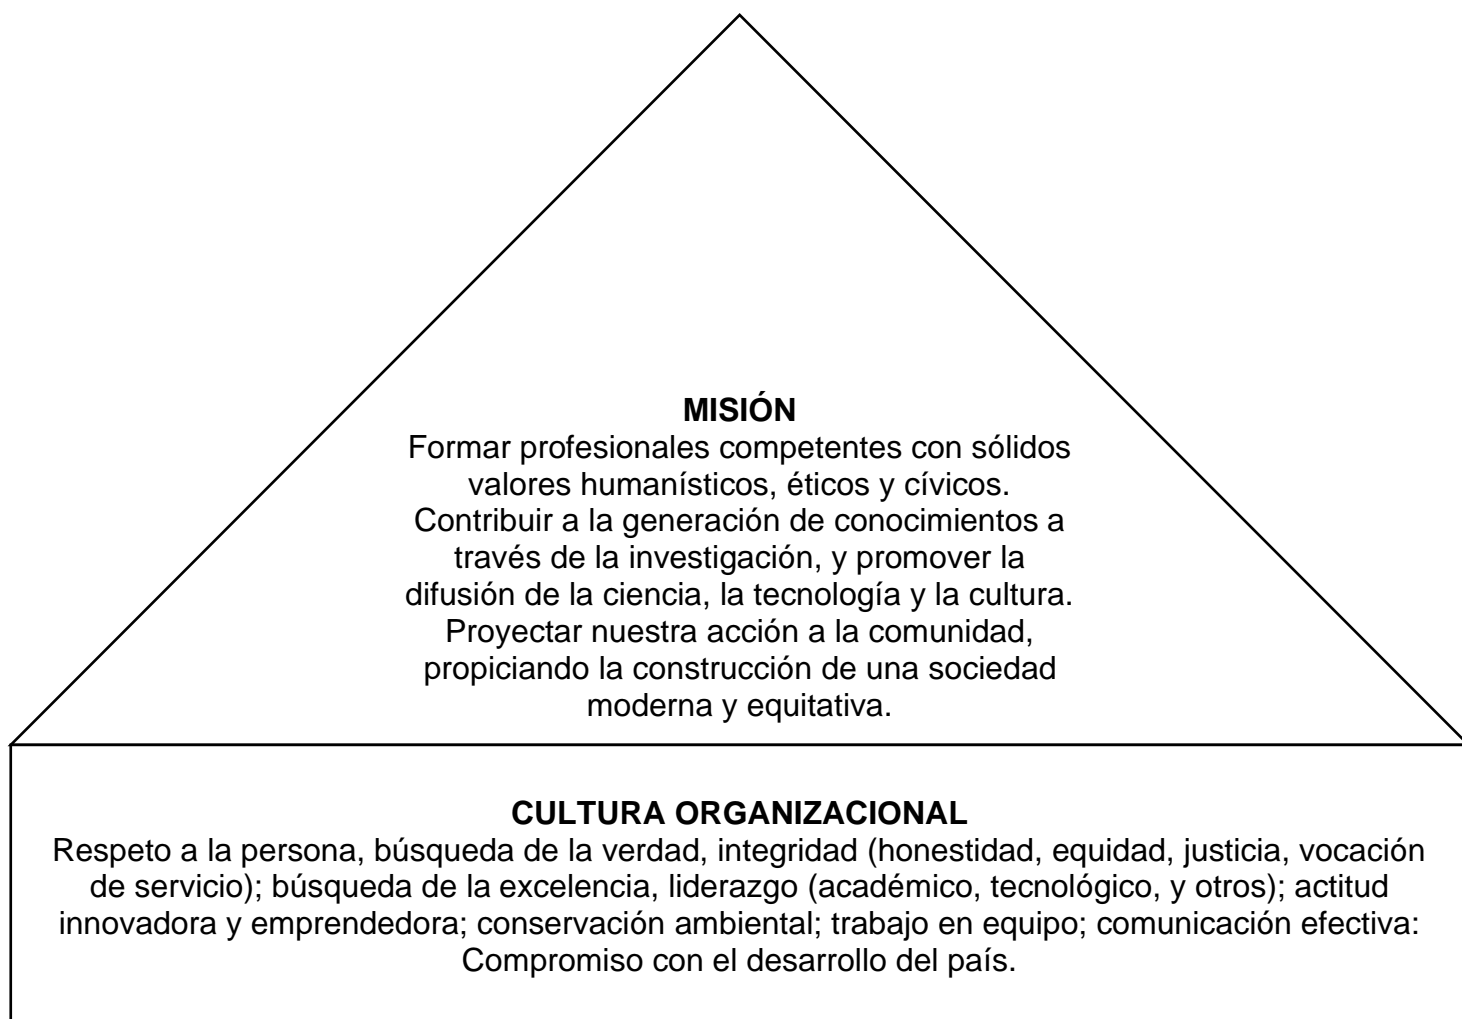 MISIÓN
Formar profesionales competentes con sólidos
valores humanísticos, éticos y cívicos.
Contribuir a la generación de conocimientos a
través de la investigación, y promover la
difusión de la ciencia, la tecnología y la cultura.
Proyectar nuestra acción a la comunidad,
propiciando la construcción de una sociedad
moderna y equitativa.
CULTURA ORGANIZACIONAL
Respeto a la persona, búsqueda de la verdad, integridad (honestidad, equidad, justicia, vocación
de servicio); búsqueda de la excelencia, liderazgo (académico, tecnológico, y otros); actitud
innovadora y emprendedora; conservación ambiental; trabajo en equipo; comunicación efectiva:
Compromiso con el desarrollo del país.